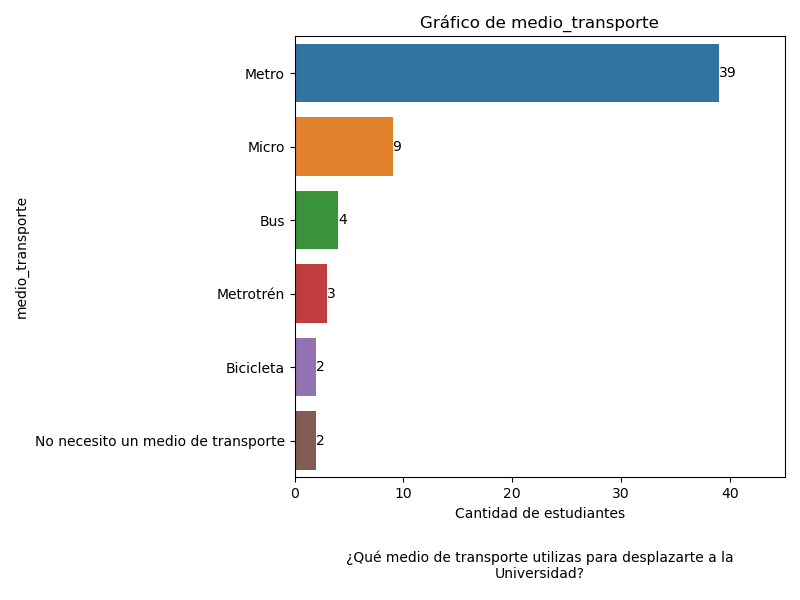 Gráfico de medio_transporte
medio_transporte
Metro
39
Micro
9
Bus
4
Metrotrén
3
Bicicleta
2
No necesito un medio de transporte
2
0 10 20 30 40
Cantidad de estudiantes
¿Qué medio de transporte utilizas para desplazarte a la
Universidad?